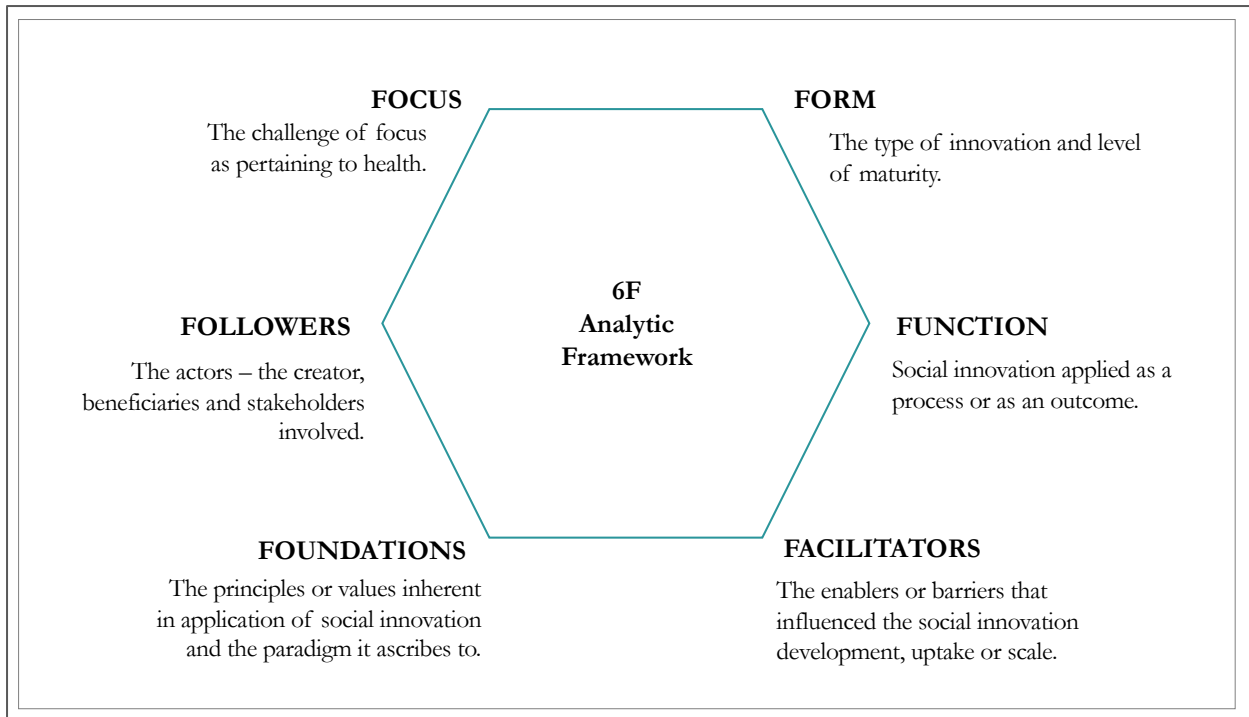 FOCUS
The challenge of focus
as pertaining to health.
FORM
The type of innovation and level
of maturity.
6F
Analytic
Framework
FOLLOWERS
The actors – the creator,
beneficiaries and stakeholders
involved.
FUNCTION
Social innovation applied as a
process or as an outcome.
FOUNDATIONS
The principles or values inherent
in application of social innovation
and the paradigm it ascribes to.
FACILITATORS
The enablers or barriers that
influenced the social innovation
development, uptake or scale.